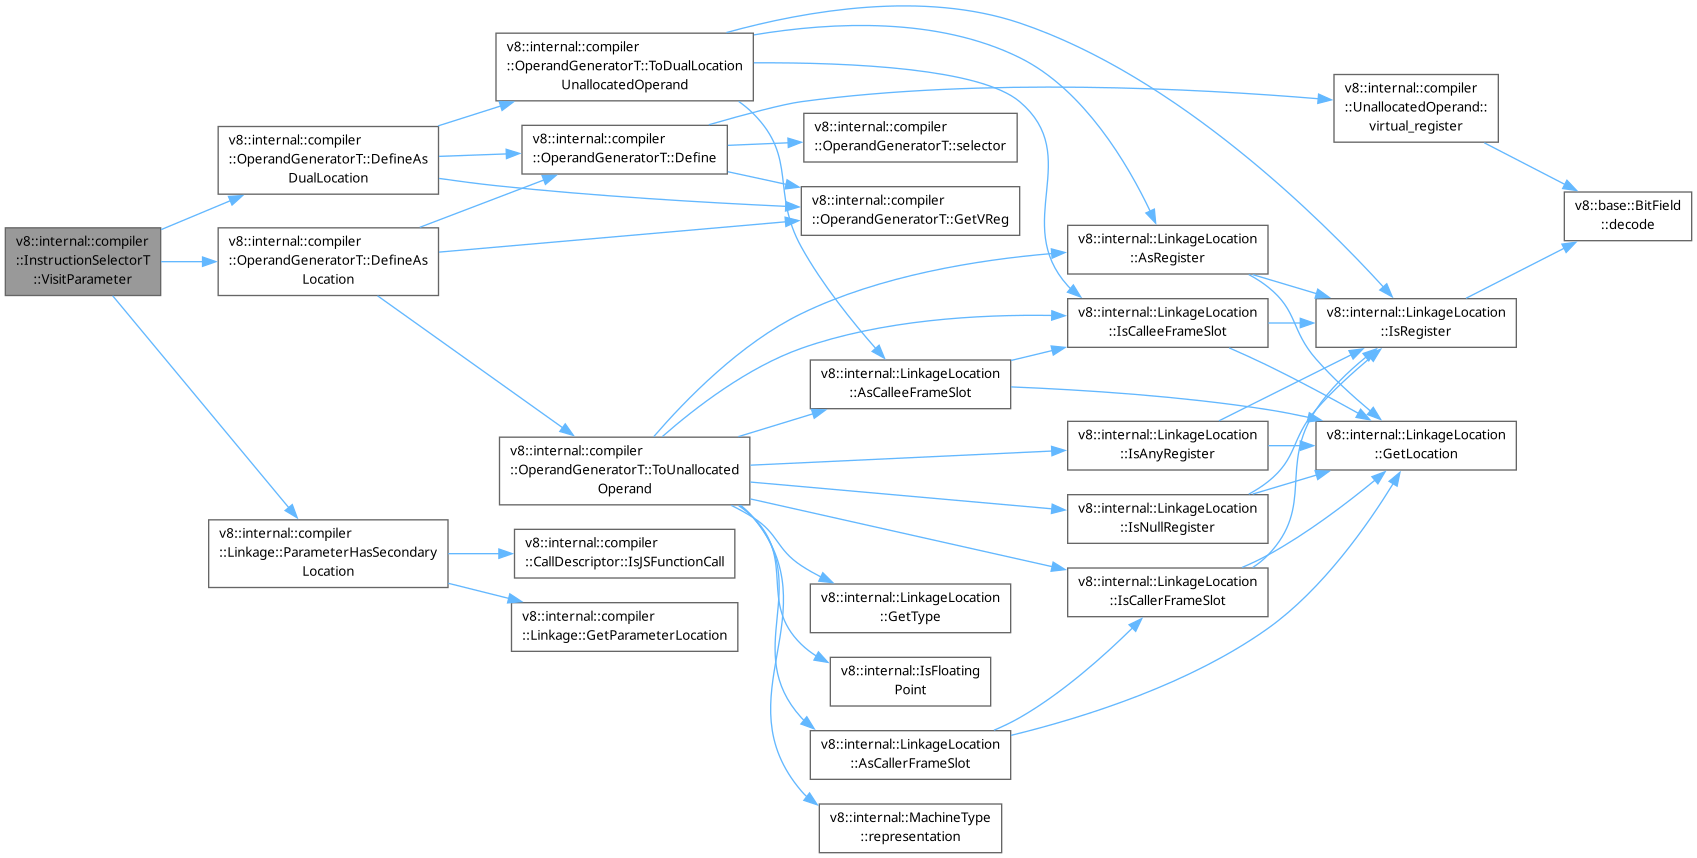 v8::internal::compiler
::InstructionSelectorT
::VisitParameter
v8::internal::compiler
::OperandGeneratorT::DefineAs
DualLocation
v8::internal::compiler
::OperandGeneratorT::DefineAs
Location
v8::internal::compiler
::Linkage::ParameterHasSecondary
Location
v8::internal::compiler
::OperandGeneratorT::ToDualLocation
UnallocatedOperand
v8::internal::compiler
::OperandGeneratorT::Define
v8::internal::compiler
::OperandGeneratorT::ToUnallocated
Operand
v8::internal::compiler
::CallDescriptor::IsJSFunctionCall
v8::internal::compiler
::Linkage::GetParameterLocation
v8::internal::compiler
::OperandGeneratorT::selector
v8::internal::compiler
::OperandGeneratorT::GetVReg
v8::internal::LinkageLocation
::AsCalleeFrameSlot
v8::internal::LinkageLocation
::GetType
v8::internal::IsFloating
Point
v8::internal::LinkageLocation
::AsCallerFrameSlot
v8::internal::MachineType
::representation
v8::internal::LinkageLocation
::AsRegister
v8::internal::LinkageLocation
::IsCalleeFrameSlot
v8::internal::LinkageLocation
::IsAnyRegister
v8::internal::LinkageLocation
::IsNullRegister
v8::internal::LinkageLocation
::IsCallerFrameSlot
v8::internal::compiler
::UnallocatedOperand::
virtual_register
v8::internal::LinkageLocation
::IsRegister
v8::internal::LinkageLocation
::GetLocation
v8::base::BitField
::decode